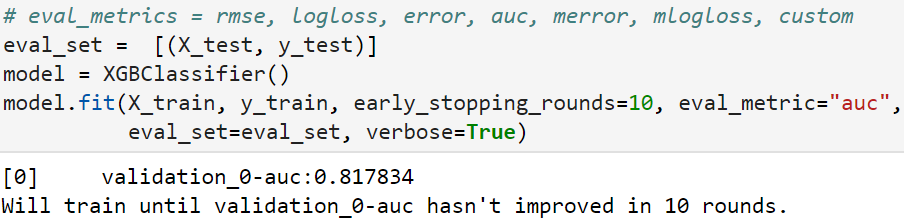 # eval_metrics = rmse, logloss, error, auc, merror, mlogloss, custom
eval_set =  [(X_test, y_test)]
model = XGBClassifier()
model.fit(X_train, y_train, early_stopping_rounds=10, eval_metric="auc",
          eval_set=eval_set, verbose=True)
[0]     validation_0-auc:0.817834
Will train until validation_0-auc hasn't improved in 10 rounds.